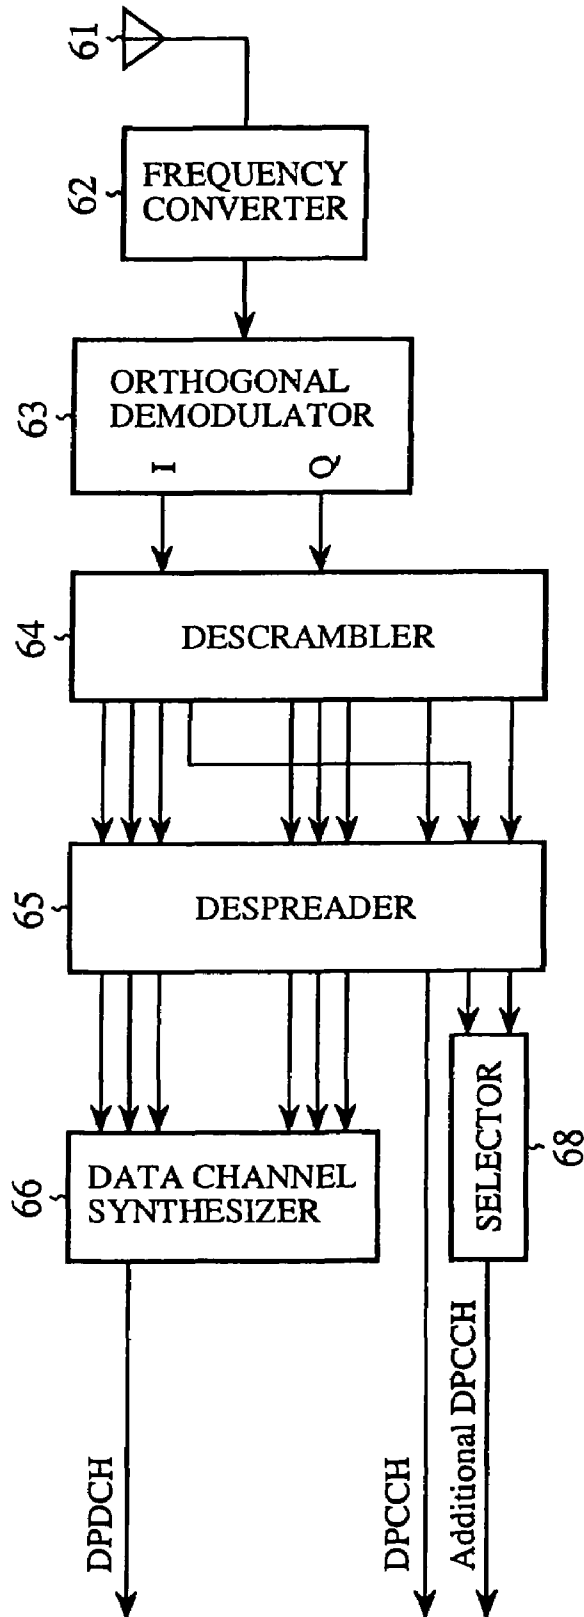 61
62
FREQUENCY
CONVERTER
63
ORTHOGONAL
DEMODULATOR
I
Q
64
DESCRAMBLER
65
DESPREADER
66
DATA CHANNEL
SYNTHESIZER
SELECTOR
68
DPDCH
DPCCH
Additional DPCCH